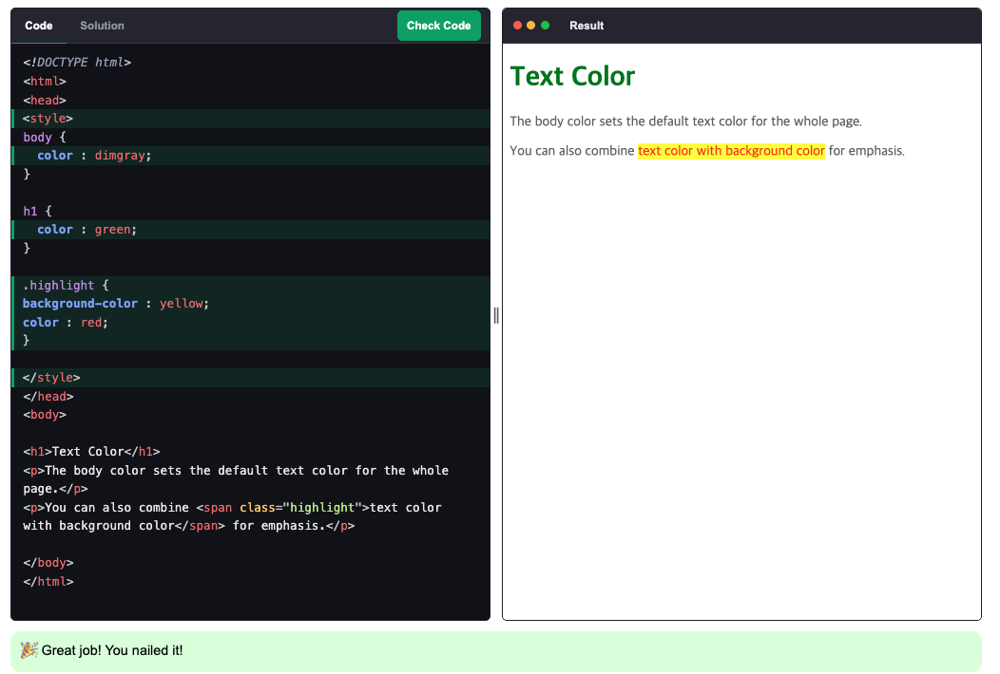 Code Solution Check Code
<!DOCTYPE html>
<html>
<head>
<style>
body {
  color : dimgray;
}

h1 {
  color : green;
}

.highlight {
background-color : yellow;
color : red;
}

</style>
</head>
<body>

<h1>Text Color</h1>
<p>The body color sets the default text color for the whole
page.</p>
<p>You can also combine <span class="highlight">text color
with background color</span> for emphasis.</p>

</body>
</html>
Result
Text Color
The body color sets the default text color for the whole page.
You can also combine text color with background color for emphasis.
🎉 Great job! You nailed it!